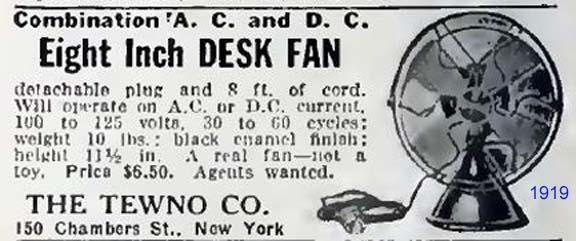 Combination A. C. and D. C.
Eight Inch DESK FAN
detachable plug and 8 ft. of cord.
Will operate on A.C. or D.C. current,
100 to 125 volts, 30 to 60 cycles;
weight 10 lbs.; black enamel finish;
height 11½ in. A real fan—not a
toy. Price $6.50. Agents wanted.
THE TEWNO CO.
150 Chambers St., New York
1919